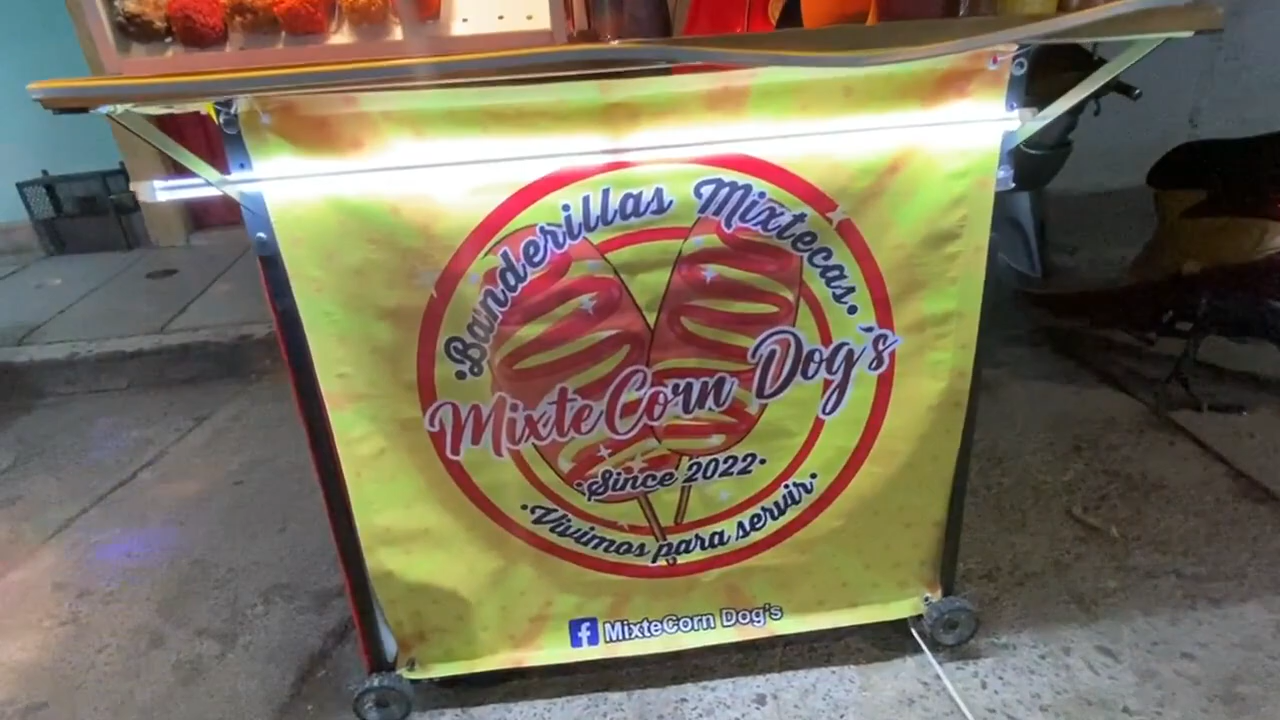 ·Banderillas Mixtecas·
MixteCorn Dog's
·Since 2022·
·Vivimos para servir·
MixteCorn Dog's